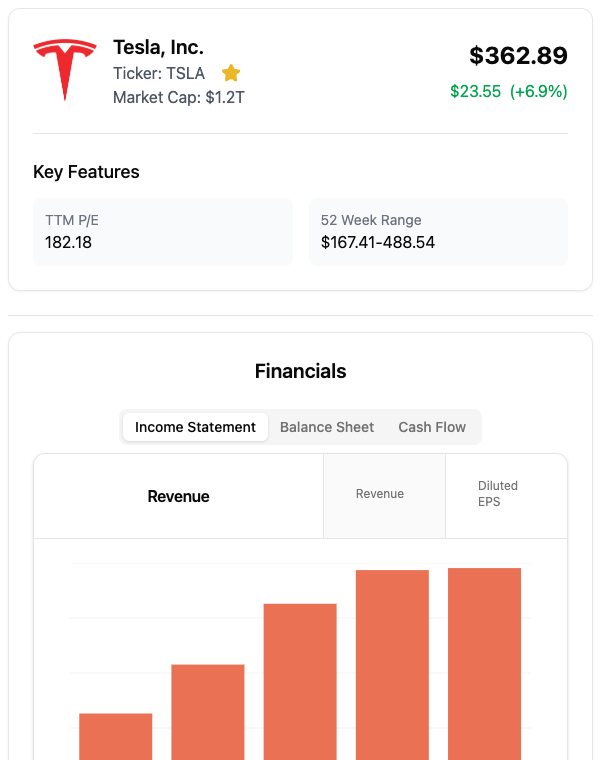 Tesla, Inc.
Ticker: TSLA
Market Cap: $1.2T
$362.89
$23.55 (+6.9%)
Key Features
TTM P/E
182.18
52 Week Range
$167.41-488.54
Financials
Income Statement Balance Sheet Cash Flow
Revenue
Revenue
Diluted
EPS